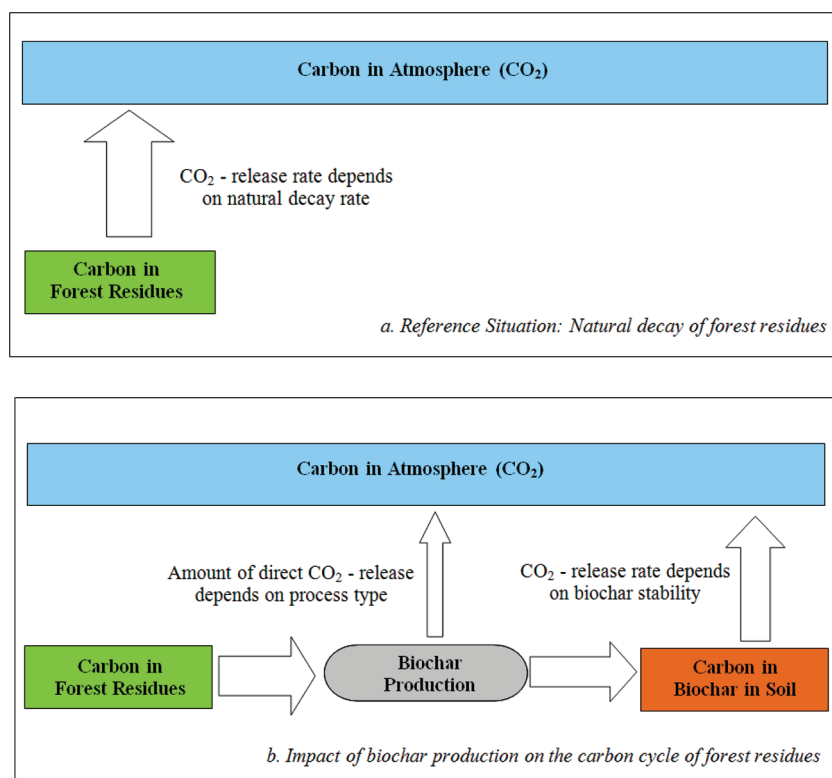 Carbon in Atmosphere (CO₂)
CO₂ - release rate depends
on natural decay rate
Carbon in
Forest Residues
a. Reference Situation: Natural decay of forest residues
Carbon in Atmosphere (CO₂)
Amount of direct CO₂ - release
depends on process type
CO₂ - release rate depends
on biochar stability
Carbon in
Forest Residues
Biochar
Production
Carbon in
Biochar in Soil
b. Impact of biochar production on the carbon cycle of forest residues